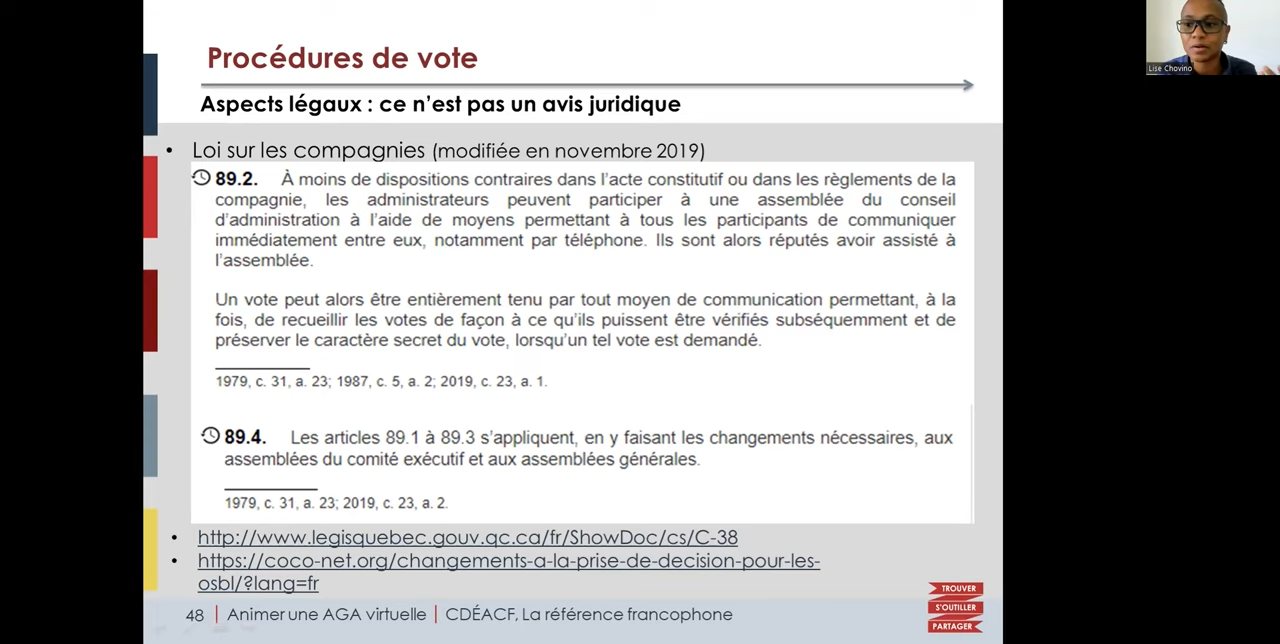 Procédures de vote
Aspects légaux : ce n'est pas un avis juridique
• Loi sur les compagnies (modifiée en novembre 2019)
89.2. À moins de dispositions contraires dans l'acte constitutif ou dans les règlements de la
compagnie, les administrateurs peuvent participer à une assemblée du conseil
d'administration à l'aide de moyens permettant à tous les participants de communiquer
immédiatement entre eux, notamment par téléphone. Ils sont alors réputés avoir assisté à
l'assemblée.
Un vote peut alors être entièrement tenu par tout moyen de communication permettant, à la
fois, de recueillir les votes de façon à ce qu'ils puissent être vérifiés subséquemment et de
préserver le caractère secret du vote, lorsqu'un tel vote est demandé.
1979, c. 31, a. 23; 1987, c. 5, a. 2; 2019, c. 23, a. 1.
89.4. Les articles 89.1 à 89.3 s'appliquent, en y faisant les changements nécessaires, aux
assemblées du comité exécutif et aux assemblées générales.
1979, c. 31, a. 23; 2019, c. 23, a. 2.
• http://www.legisquebec.gouv.qc.ca/fr/ShowDoc/cs/C-38
• https://coco-net.org/changements-a-la-prise-de-decision-pour-les-
osbl/?lang=fr
48 | Animer une AGA virtuelle | CDÉACF, La référence francophone
TROUVER
S'OUTILLER
PARTAGER
Lise Chovino